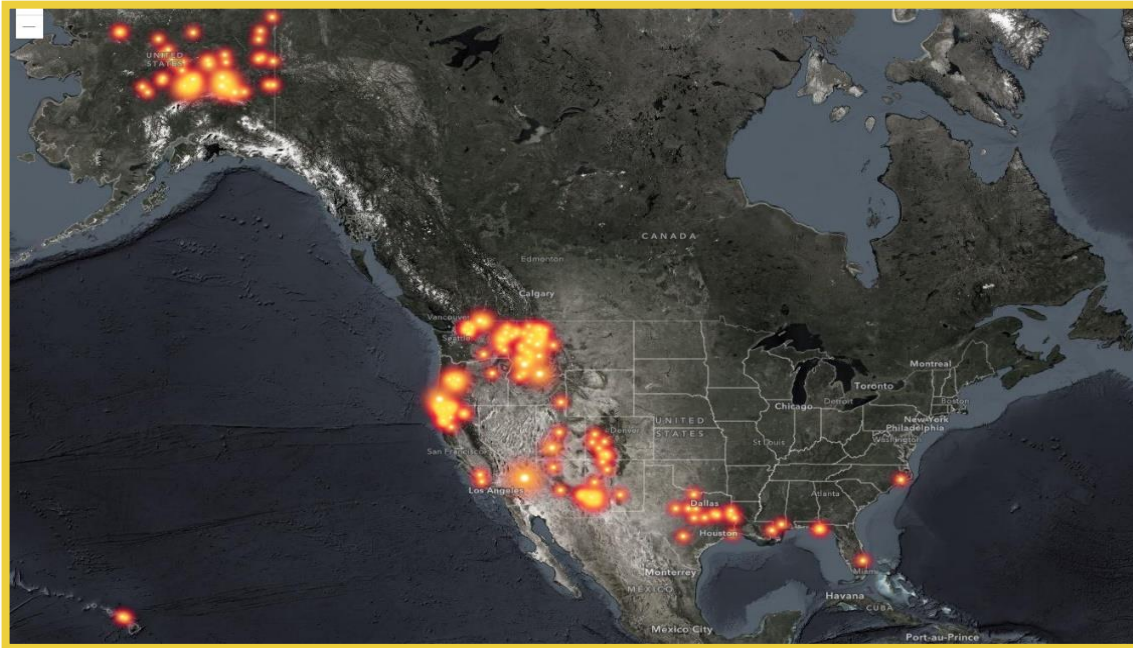 UNITED
STATES
CANADA
Edmonton
Calgary
Vancouver
Seattle
Montreal
Toronto
Detroit
Chicago
Boston
New York
Philadelphia
Washington
UNITED
STATES
Denver
St Louis
San Francisco
Los Angeles
Atlanta
Dallas
Houston
Miami
Monterrey
MÉXICO
Havana
CUBA
Mexico City
Port-au-Prince